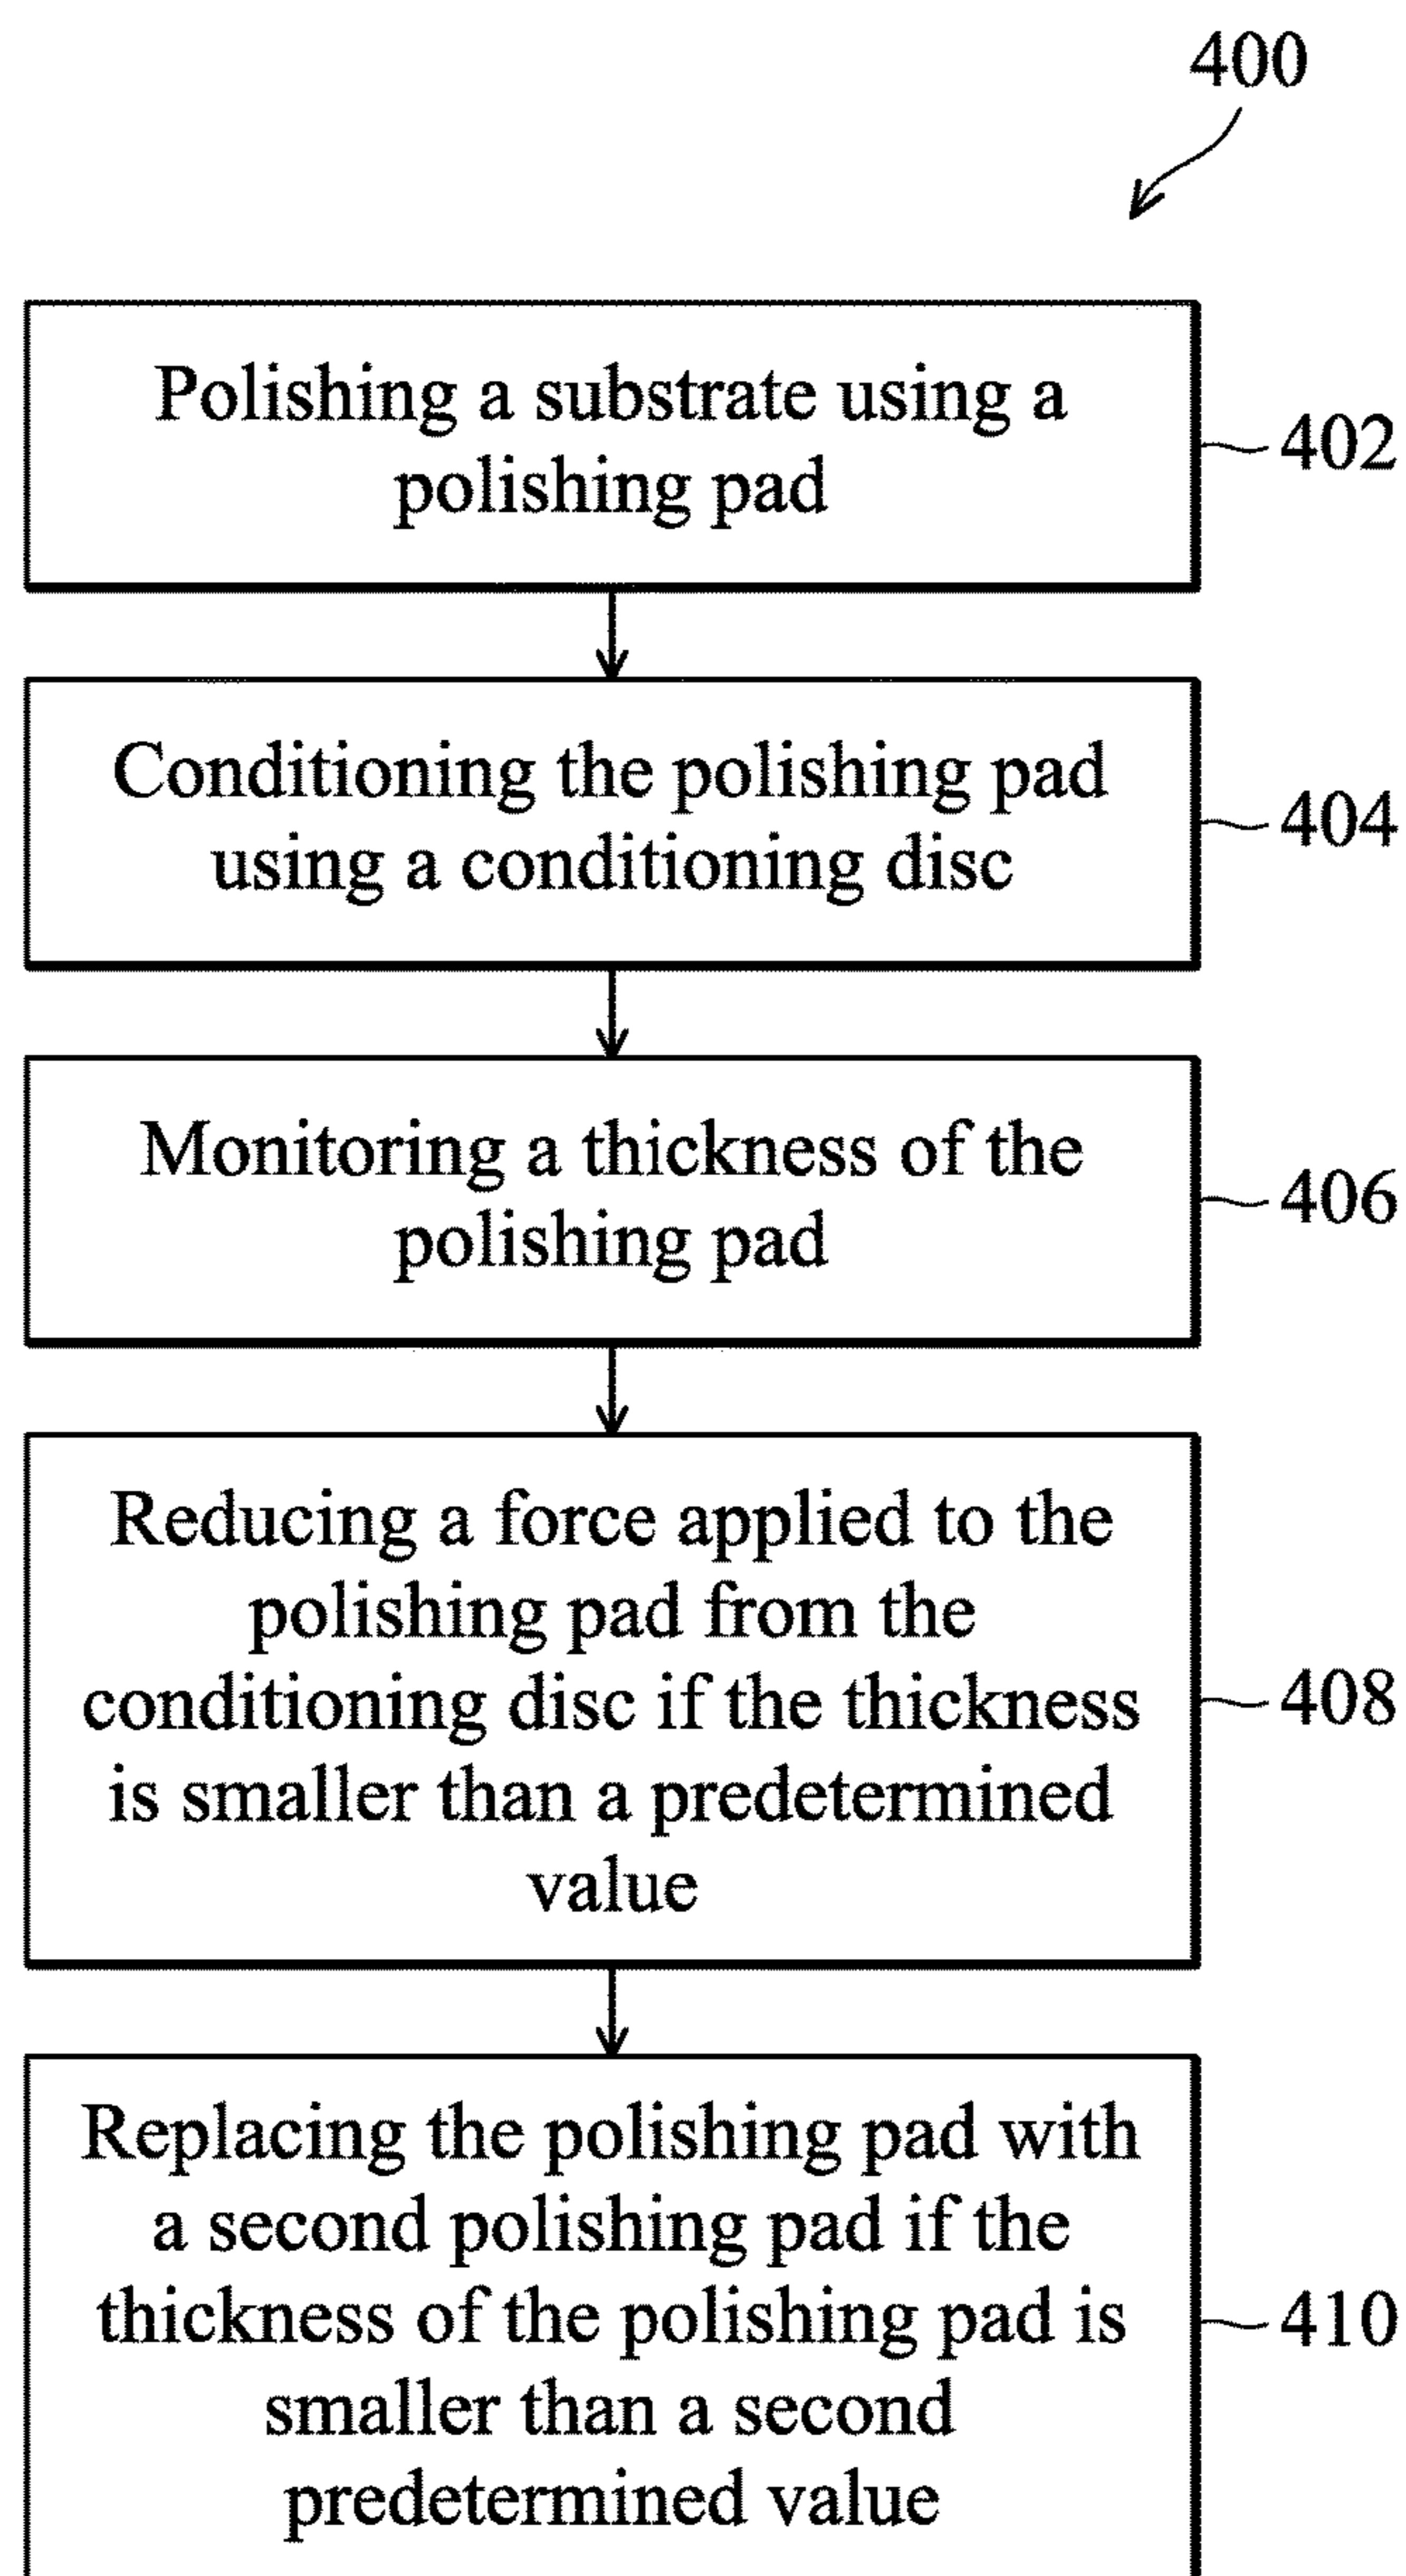 400
Polishing a substrate using a
polishing pad
402
Conditioning the polishing pad
using a conditioning disc
404
Monitoring a thickness of the
polishing pad
406
Reducing a force applied to the
polishing pad from the
conditioning disc if the thickness
is smaller than a predetermined
value
408
Replacing the polishing pad with
a second polishing pad if the
thickness of the polishing pad is
smaller than a second
predetermined value
410